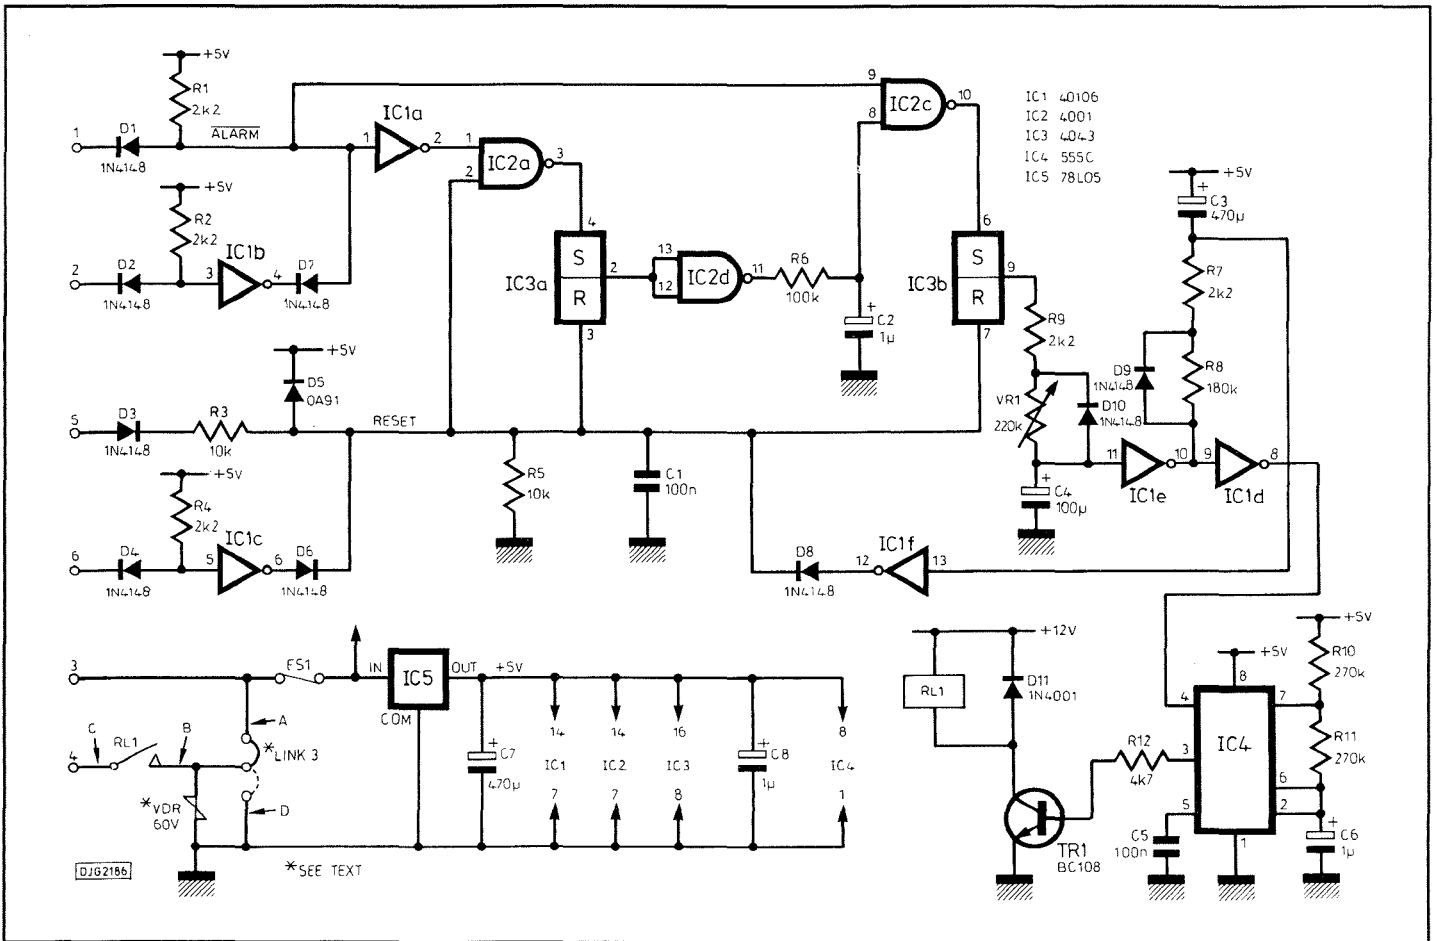 +5V
R1
2k2
1
D1
1N4148
ALARM
IC1a
1
2
1
2
IC2a
3
9
8
IC2c
10
IC1 40106
IC2 4001
IC3 4043
IC4 555C
IC5 78L05
+5V
R2
2k2
2
D2
1N4148
IC1b
3
4
D7
1N4148
4
S
R
IC3a
2
3
13
12
IC2d
11
R6
100k
+
C2
1µ
6
S
R
IC3b
9
7
+5V
+
C3
470µ
R7
2k2
R9
2k2
D9
1N4148
R8
180k
VR1
220k
D10
1N4148
11
IC1e
10
9
IC1d
8
+
C4
100µ
+5V
D5
OA91
5
D3
1N4148
R3
10k
RESET
R5
10k
C1
100n
+5V
R4
2k2
6
D4
1N4148
IC1c
5
6
D6
1N4148
D8
1N4148
12
IC1f
13
3
FS1
IN
IC5
OUT
COM
+5V
A
C
RL1
B
4
*LINK 3
*VDR
60V
D
+
C7
470µ
14
IC1
7
14
IC2
7
16
IC3
8
+
C8
1µ
8
IC4
1
+12V
RL1
D11
1N4001
TR1
BC108
R12
4k7
+5V
8
4
7
3
IC4
6
5
2
1
C5
100n
+5V
R10
270k
R11
270k
+
C6
1µ
DJG2186
*SEE TEXT